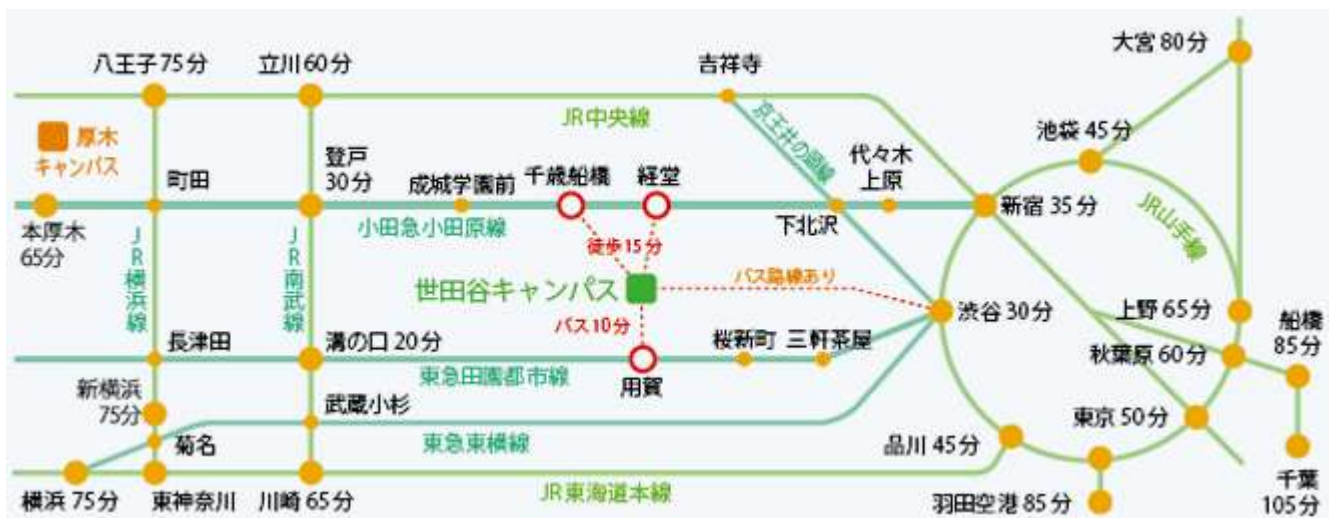 大宮 80分
八王子 75分
立川 60分
吉祥寺
JR中央線
京王井の頭線
池袋 45分
厚木
キャンパス
町田
登戸
30分
成城学園前
千歳船橋
経堂
代々木
上原
新宿 35分
JR山手線
本厚木
65分
小田急小田原線
下北沢
徒歩15分
JR横浜線
JR南武線
世田谷キャンパス
バス路線あり
渋谷 30分
上野 65分
船橋
85分
バス10分
長津田
溝の口 20分
桜新町
三軒茶屋
秋葉原 60分
東急田園都市線
用賀
新横浜
75分
武蔵小杉
東京 50分
菊名
東急東横線
品川 45分
横浜 75分
東神奈川
川崎 65分
JR東海道本線
羽田空港 85分
千葉
105分